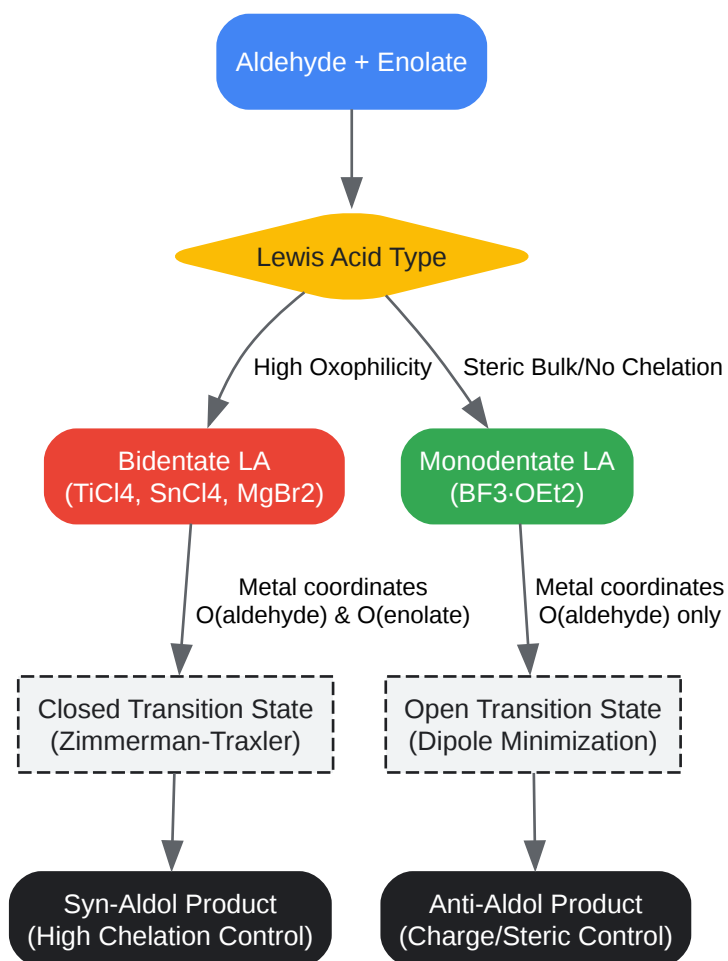 Aldehyde + Enolate
Lewis Acid Type
High Oxophilicity
Steric Bulk/No Chelation
Bidentate LA
(TiCl4, SnCl4, MgBr2)
Monodentate LA
(BF3·OEt2)
Metal coordinates
O(aldehyde) & O(enolate)
Metal coordinates
O(aldehyde) only
Closed Transition State
(Zimmerman-Traxler)
Open Transition State
(Dipole Minimization)
Syn-Aldol Product
(High Chelation Control)
Anti-Aldol Product
(Charge/Steric Control)